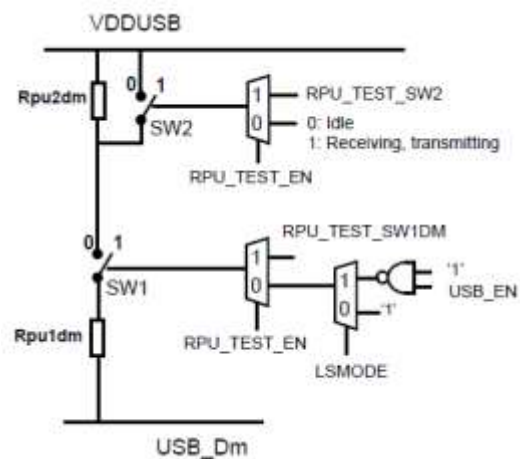 VDDUSB
0 1
Rpu2dm
SW2
1
0
RPU_TEST_SW2
0: Idle
1: Receiving, transmitting
RPU_TEST_EN
0 1
SW1
1
0
RPU_TEST_SW1DM
1
0
'1'
USB_EN
'1'
Rpu1dm
RPU_TEST_EN
LSMODE
USB_Dm